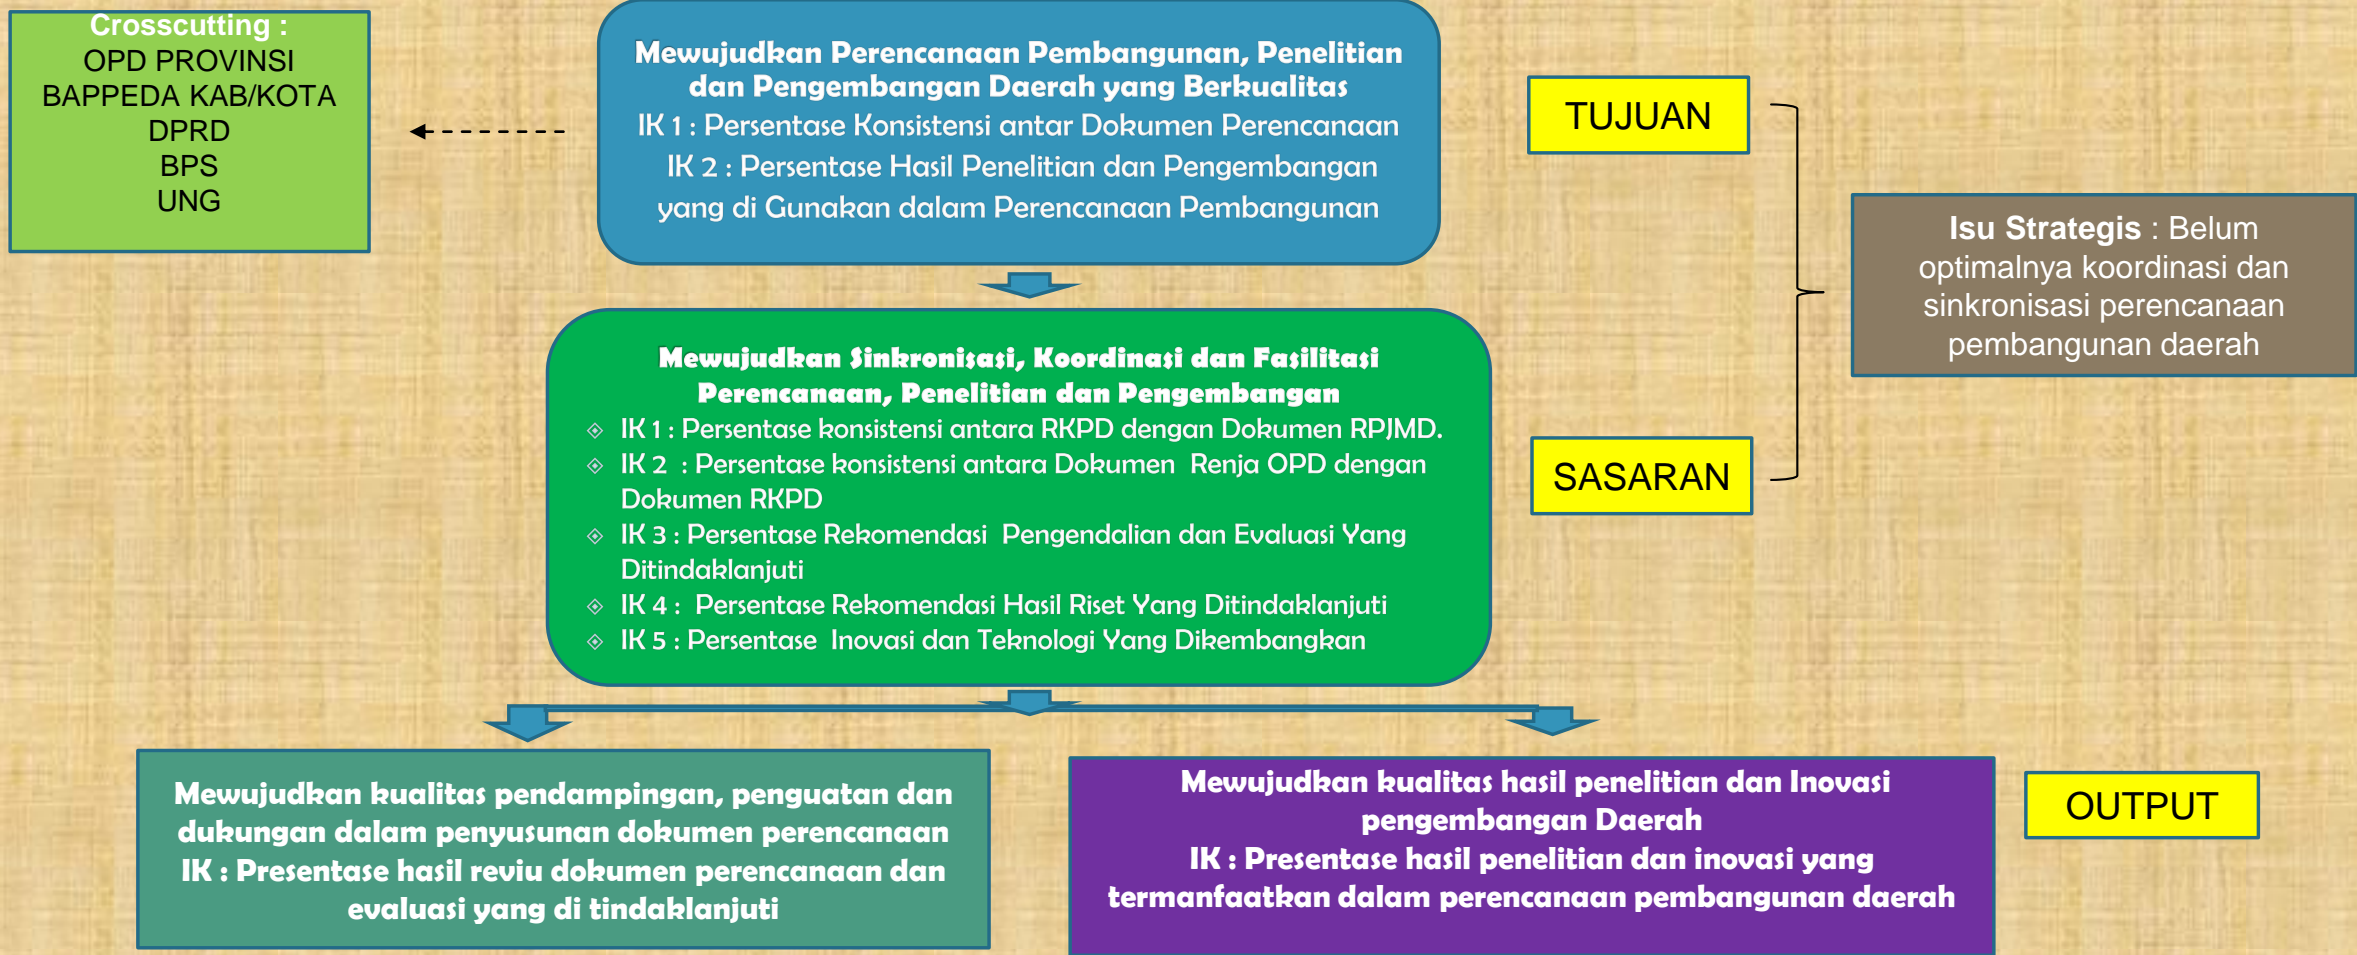 Crosscutting :
OPD PROVINSI
BAPPEDA KAB/KOTA
DPRD
BPS
UNG
Mewujudkan Perencanaan Pembangunan, Penelitian
dan Pengembangan Daerah yang Berkualitas
IK 1 : Persentase Konsistensi antar Dokumen Perencanaan
IK 2 : Persentase Hasil Penelitian dan Pengembangan
yang di Gunakan dalam Perencanaan Pembangunan
TUJUAN
Isu Strategis : Belum
optimalnya koordinasi dan
sinkronisasi perencanaan
pembangunan daerah
Mewujudkan Sinkronisasi, Koordinasi dan Fasilitasi
Perencanaan, Penelitian dan Pengembangan
IK 1 : Persentase konsistensi antara RKPD dengan Dokumen RPJMD.
IK 2 : Persentase konsistensi antara Dokumen Renja OPD dengan
Dokumen RKPD
IK 3 : Persentase Rekomendasi Pengendalian dan Evaluasi Yang
Ditindaklanjuti
IK 4 : Persentase Rekomendasi Hasil Riset Yang Ditindaklanjuti
IK 5 : Persentase Inovasi dan Teknologi Yang Dikembangkan
SASARAN
Mewujudkan kualitas pendampingan, penguatan dan
dukungan dalam penyusunan dokumen perencanaan
IK : Presentase hasil reviu dokumen perencanaan dan
evaluasi yang di tindaklanjuti
Mewujudkan kualitas hasil penelitian dan Inovasi
pengembangan Daerah
IK : Presentase hasil penelitian dan inovasi yang
termanfaatkan dalam perencanaan pembangunan daerah
OUTPUT